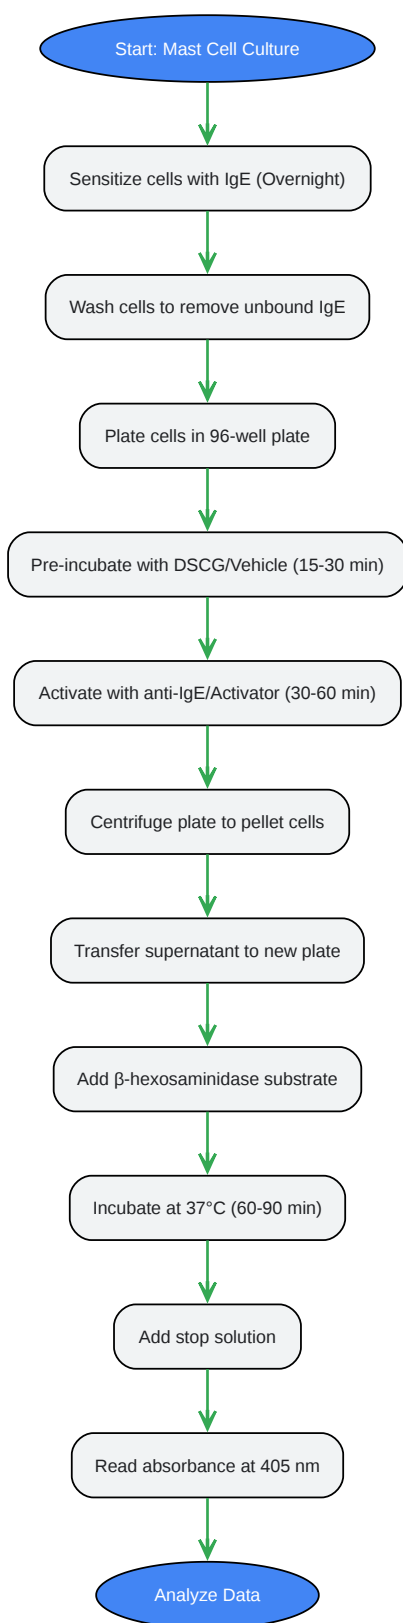 Start: Mast Cell Culture
Sensitize cells with IgE (Overnight)
Wash cells to remove unbound IgE
Plate cells in 96-well plate
Pre-incubate with DSCG/Vehicle (15-30 min)
Activate with anti-IgE/Activator (30-60 min)
Centrifuge plate to pellet cells
Transfer supernatant to new plate
Add β-hexosaminidase substrate
Incubate at 37°C (60-90 min)
Add stop solution
Read absorbance at 405 nm
Analyze Data